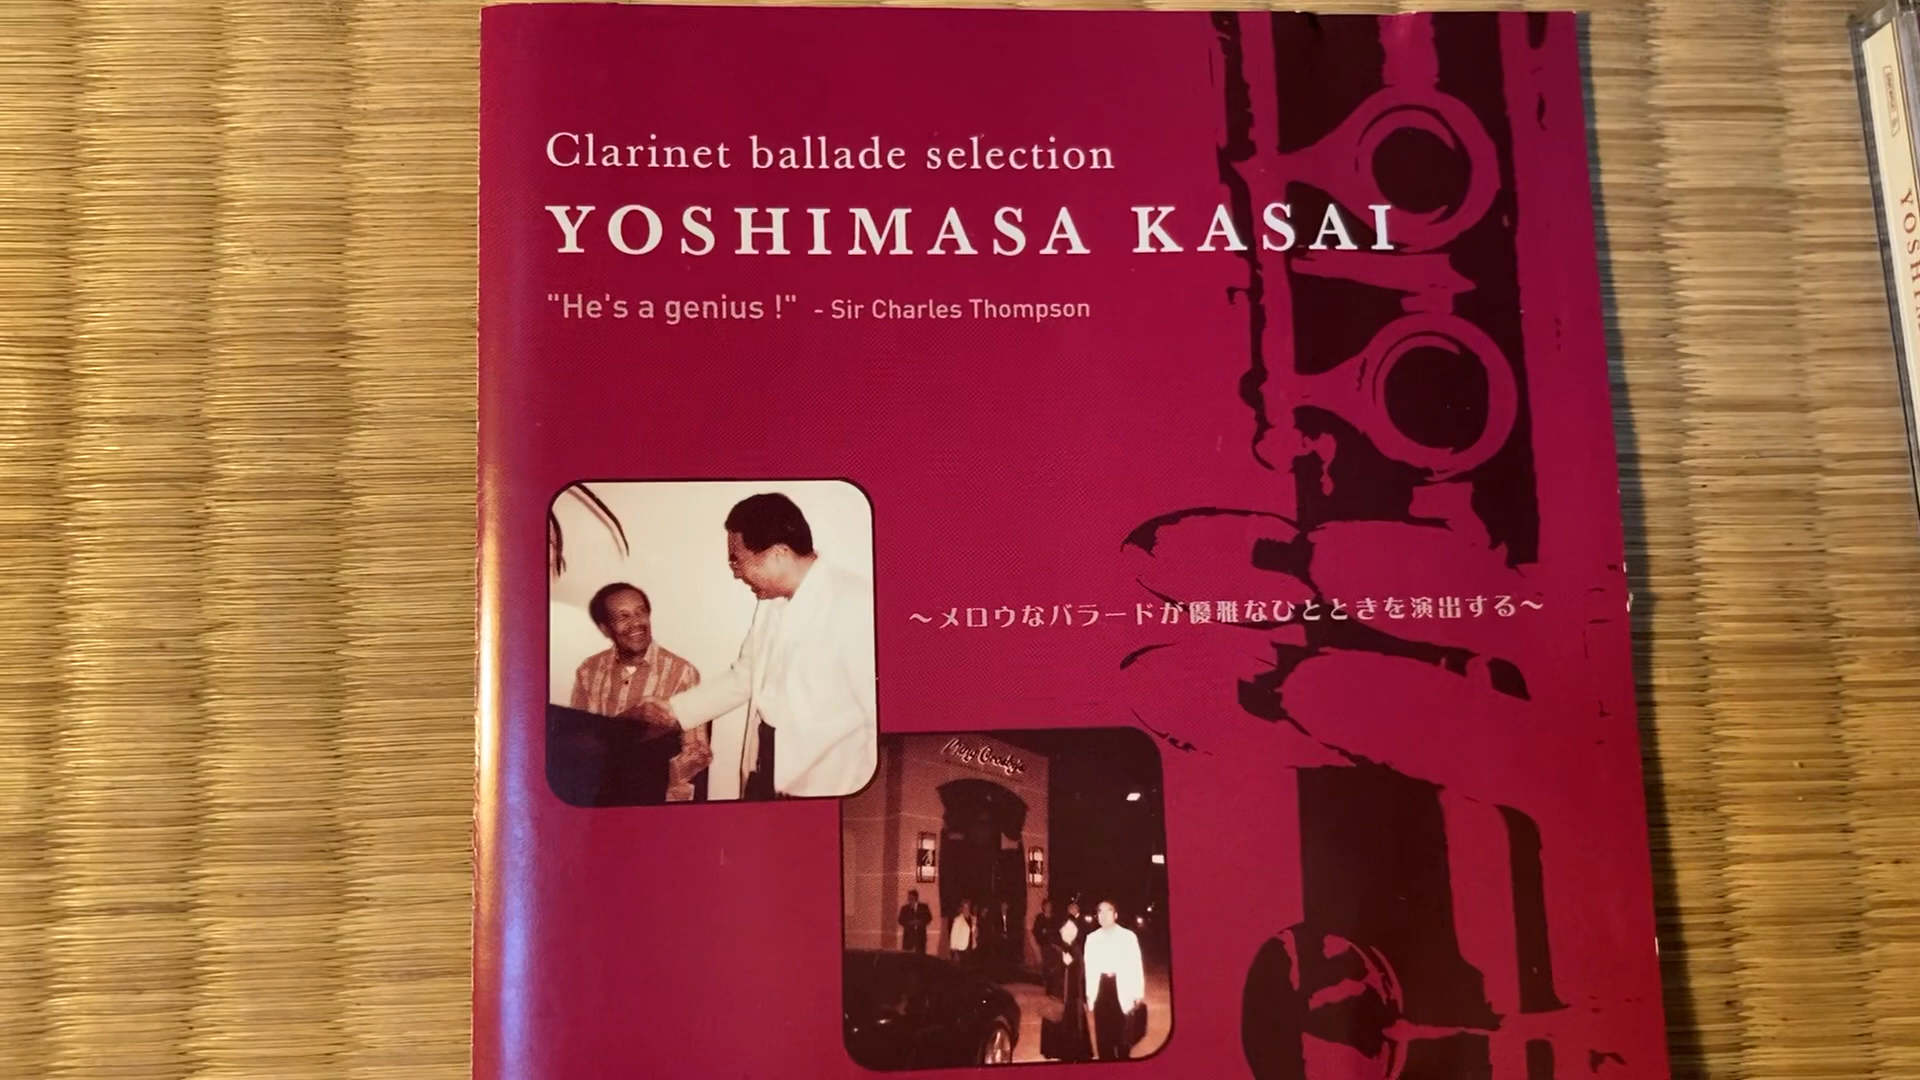 Clarinet ballade selection
YOSHIMASA KASAI
"He's a genius !" - Sir Charles Thompson
〜メロウなバラードが優雅なひとときを演出する〜